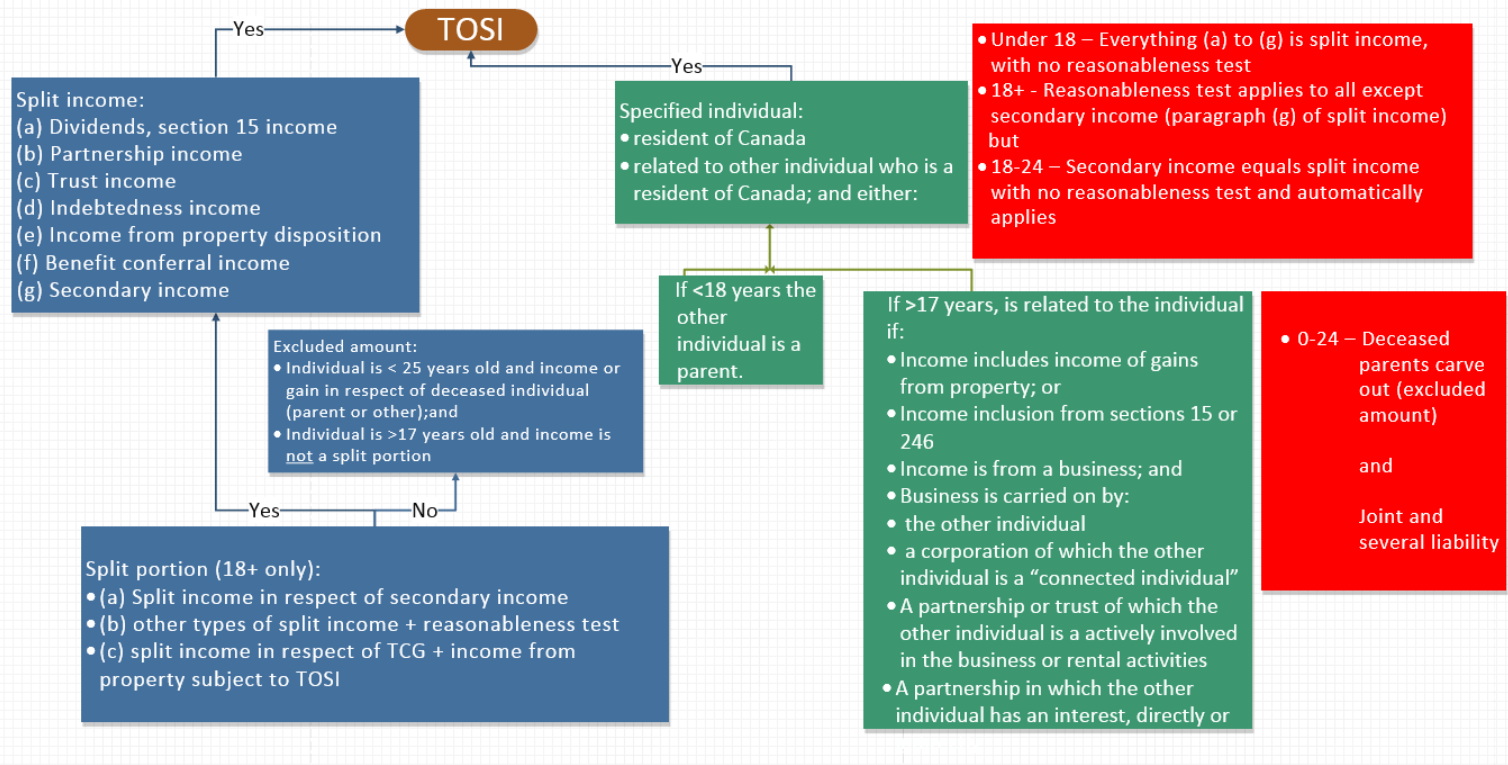 Yes
TOSI
Yes
Split income:
(a) Dividends, section 15 income
(b) Partnership income
(c) Trust income
(d) Indebtedness income
(e) Income from property disposition
(f) Benefit conferral income
(g) Secondary income
Specified individual:
• resident of Canada
• related to other individual who is a
resident of Canada; and either:
• Under 18 – Everything (a) to (g) is split income,
with no reasonableness test
• 18+ - Reasonableness test applies to all except
secondary income (paragraph (g) of split income)
but
• 18-24 – Secondary income equals split income
with no reasonableness test and automatically
applies
If <18 years the
other
individual is a
parent.
If >17 years, is related to the individual
if:
• Income includes income of gains
from property; or
• Income inclusion from sections 15 or
246
• Income is from a business; and
• Business is carried on by:
• the other individual
• a corporation of which the other
individual is a “connected individual”
• A partnership or trust of which the
other individual is a actively involved
in the business or rental activities
• A partnership in which the other
individual has an interest, directly or
• 0-24 – Deceased
parents carve
out (excluded
amount)
and
Joint and
several liability
Excluded amount:
• Individual is < 25 years old and income or
gain in respect of deceased individual
(parent or other);and
• Individual is >17 years old and income is
not a split portion
Yes
No
Split portion (18+ only):
• (a) Split income in respect of secondary income
• (b) other types of split income + reasonableness test
• (c) split income in respect of TCG + income from
property subject to TOSI